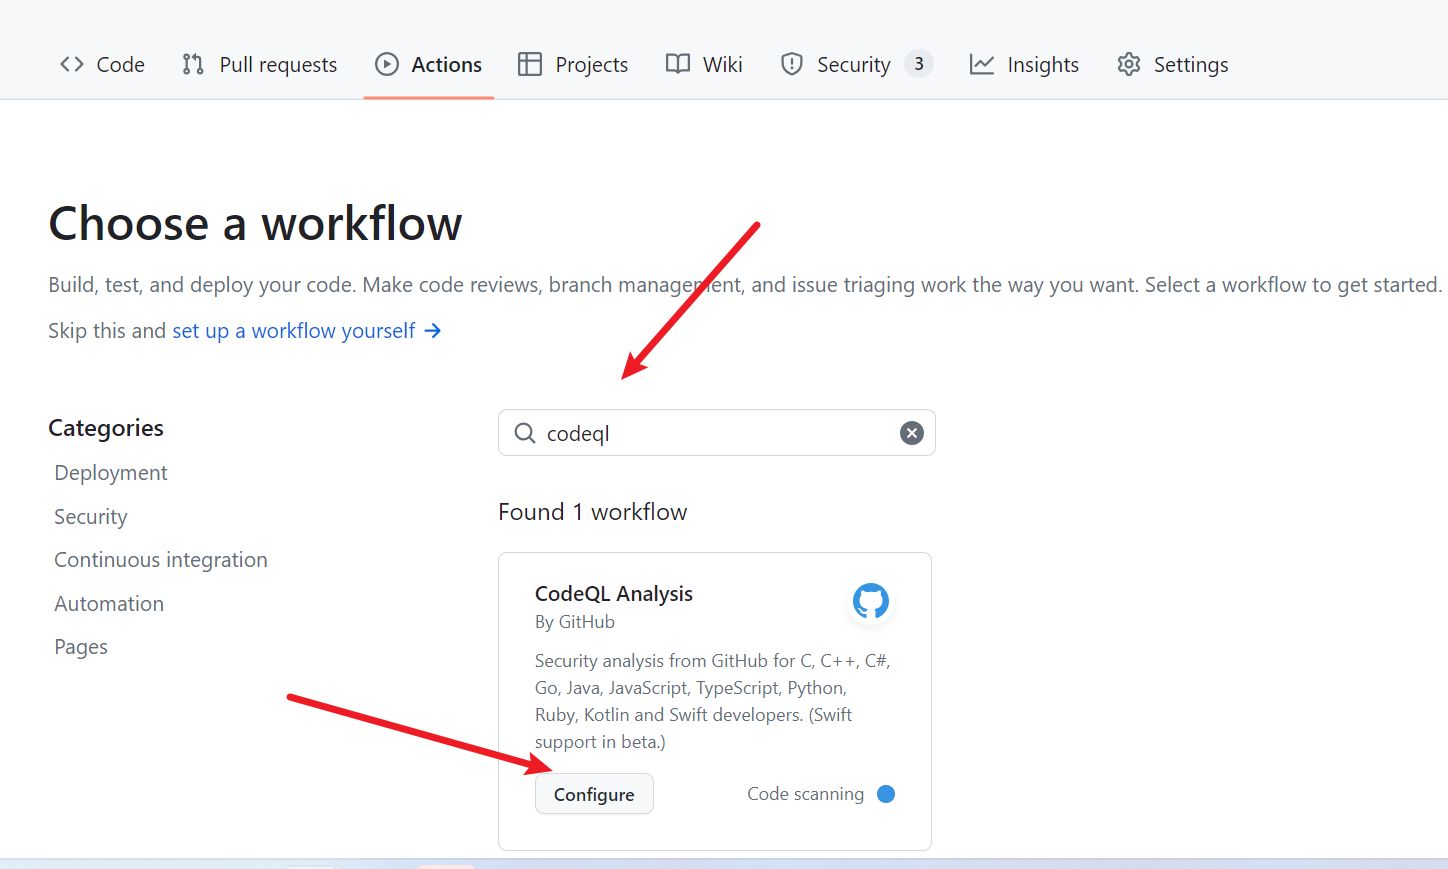 Code Pull requests Actions Projects Wiki Security 3 Insights Settings
Choose a workflow
Build, test, and deploy your code. Make code reviews, branch management, and issue triaging work the way you want. Select a workflow to get started.
Skip this and set up a workflow yourself →
Categories
Deployment
Security
Continuous integration
Automation
Pages
codeql
Found 1 workflow
CodeQL Analysis
By GitHub
Security analysis from GitHub for C, C++, C#,
Go, Java, JavaScript, TypeScript, Python,
Ruby, Kotlin and Swift developers. (Swift
support in beta.)
Configure
Code scanning